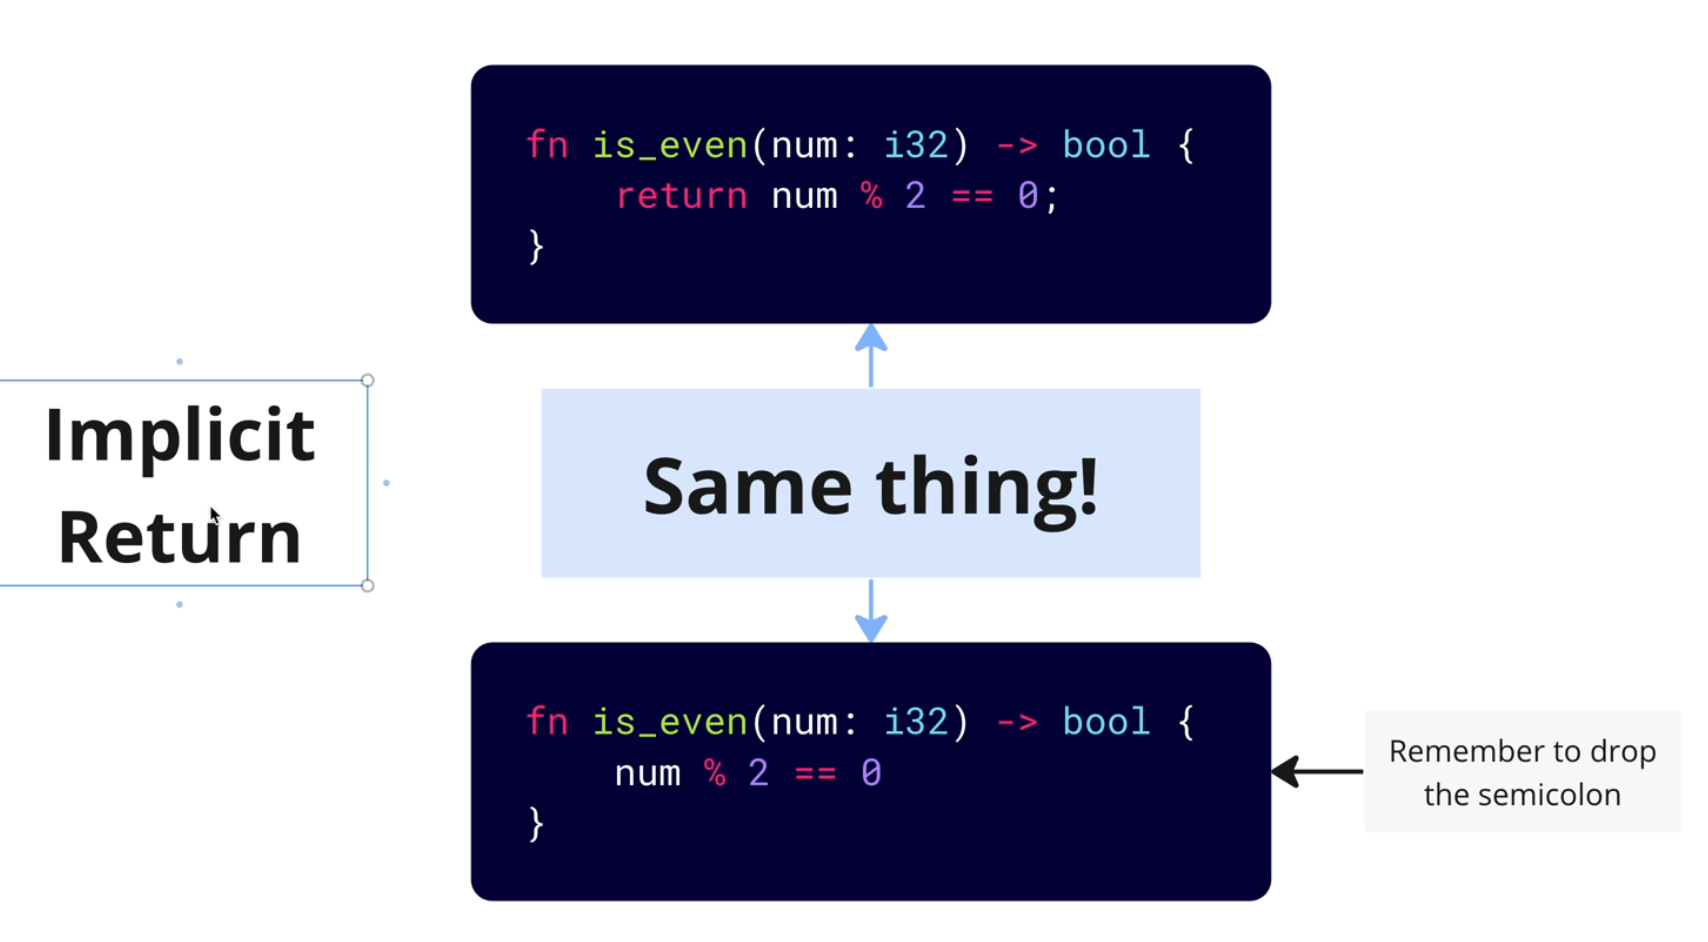 fn is_even(num: i32) -> bool {
    return num % 2 == 0;
}
Implicit
Return
Same thing!
fn is_even(num: i32) -> bool {
    num % 2 == 0
}
Remember to drop
the semicolon